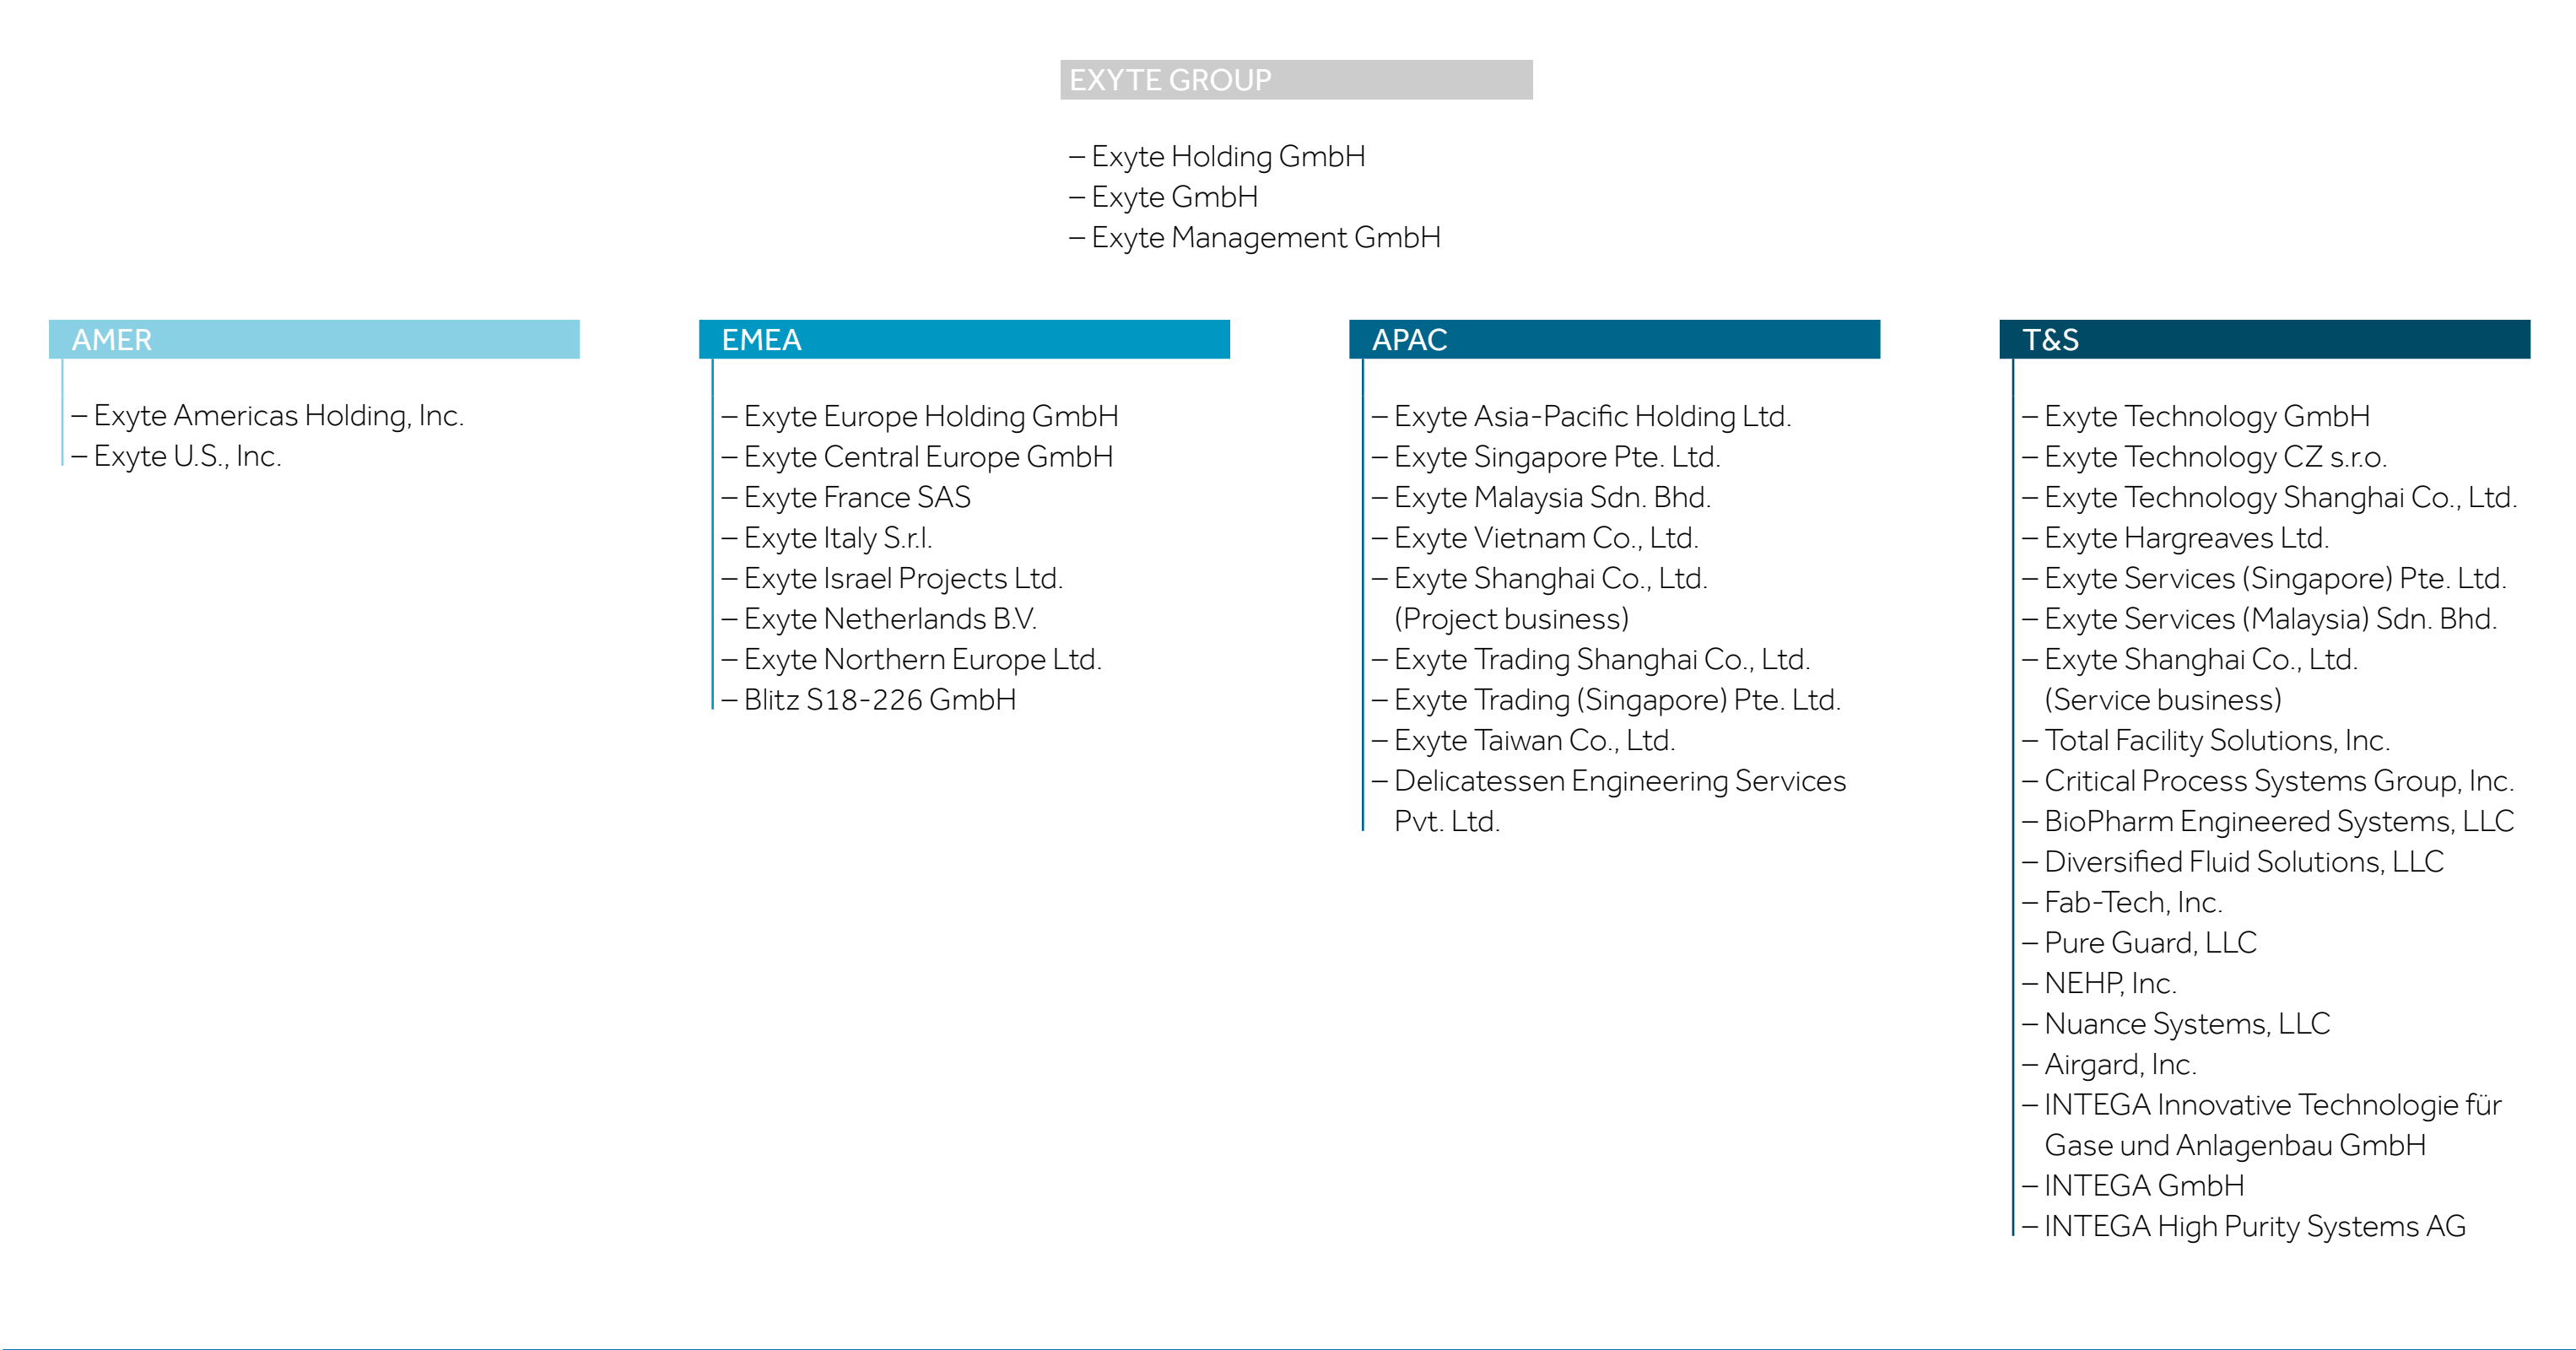 EXYTE GROUP
– Exyte Holding GmbH
– Exyte GmbH
– Exyte Management GmbH
AMER
– Exyte Americas Holding, Inc.
– Exyte U.S., Inc.
EMEA
– Exyte Europe Holding GmbH
– Exyte Central Europe GmbH
– Exyte France SAS
– Exyte Italy S.r.l.
– Exyte Israel Projects Ltd.
– Exyte Netherlands B.V.
– Exyte Northern Europe Ltd.
– Blitz S18-226 GmbH
APAC
– Exyte Asia-Pacific Holding Ltd.
– Exyte Singapore Pte. Ltd.
– Exyte Malaysia Sdn. Bhd.
– Exyte Vietnam Co., Ltd.
– Exyte Shanghai Co., Ltd.
(Project business)
– Exyte Trading Shanghai Co., Ltd.
– Exyte Trading (Singapore) Pte. Ltd.
– Exyte Taiwan Co., Ltd.
– Delicatessen Engineering Services
Pvt. Ltd.
T&S
– Exyte Technology GmbH
– Exyte Technology CZ s.r.o.
– Exyte Technology Shanghai Co., Ltd.
– Exyte Hargreaves Ltd.
– Exyte Services (Singapore) Pte. Ltd.
– Exyte Services (Malaysia) Sdn. Bhd.
– Exyte Shanghai Co., Ltd.
(Service business)
– Total Facility Solutions, Inc.
– Critical Process Systems Group, Inc.
– BioPharm Engineered Systems, LLC
– Diversified Fluid Solutions, LLC
– Fab-Tech, Inc.
– Pure Guard, LLC
– NEHP, Inc.
– Nuance Systems, LLC
– Airgard, Inc.
– INTEGA Innovative Technologie für
Gase und Anlagenbau GmbH
– INTEGA GmbH
– INTEGA High Purity Systems AG